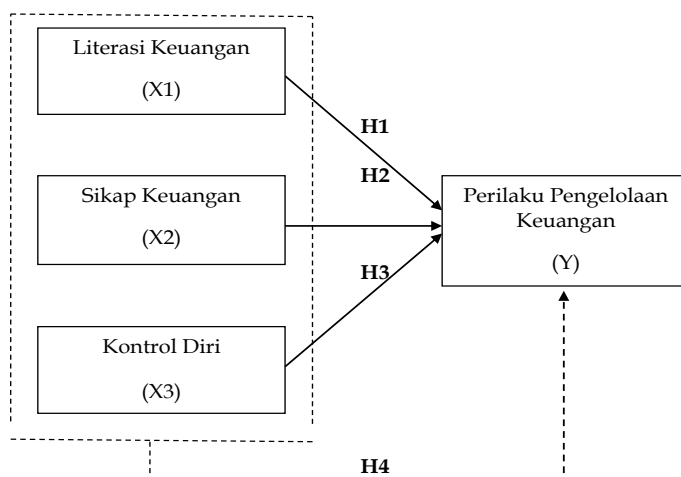 Literasi Keuangan
(X1)
H1
H2
Sikap Keuangan
(X2)
Perilaku Pengelolaan
Keuangan
(Y)
H3
Kontrol Diri
(X3)
H4